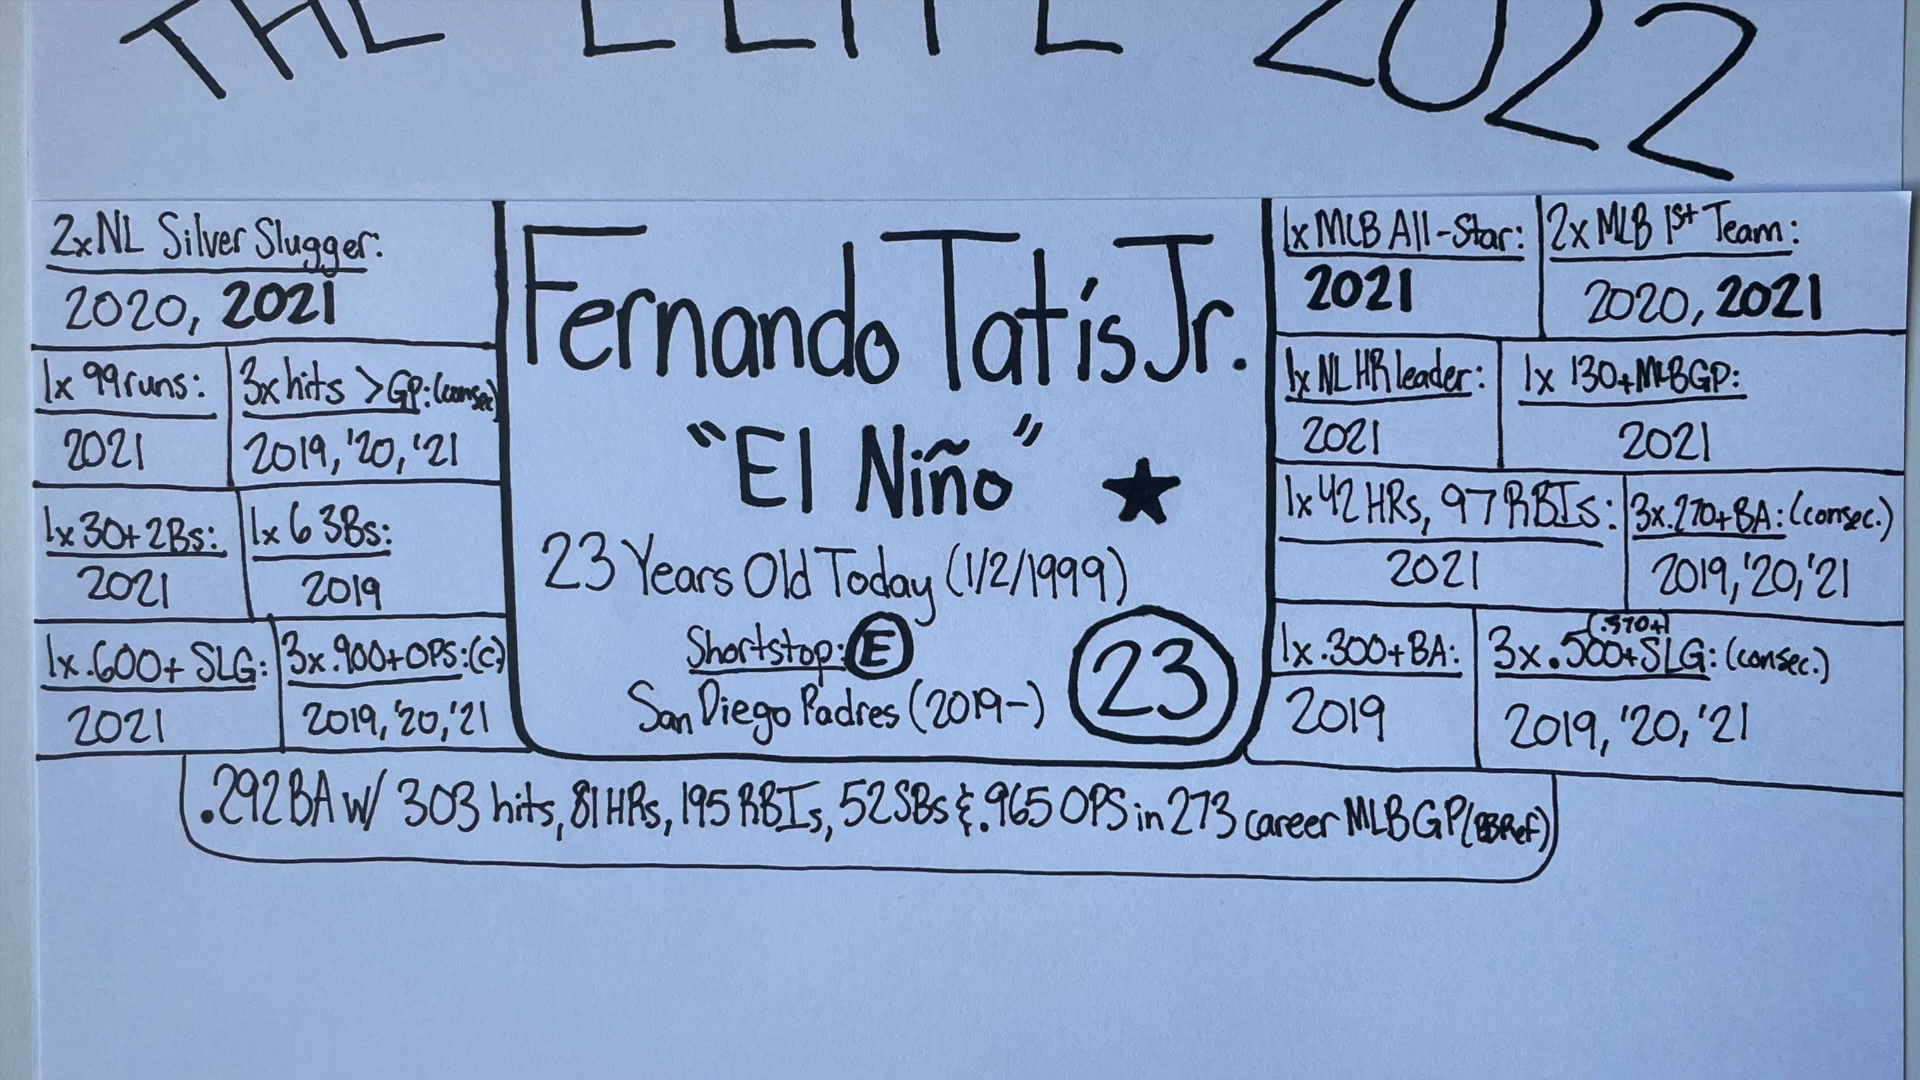 THE ELITE 2022
2xNL Silver Slugger:
2020, 2021
1x 99 runs:
2021
3x hits > GP: (consec)
2019, '20, '21
1x 30+ 2Bs:
2021
1x 6 3Bs:
2019
1x .600+ SLG:
2021
3x .900+ OPS: (c)
2019, '20, '21
Fernando Tatís Jr.
"El Niño" ★
23 Years Old Today (1/2/1999)
Shortstop: E
San Diego Padres (2019-)
23
1x MLB All-Star:
2021
2x MLB 1st Team:
2020, 2021
1x NL HR leader:
2021
1x 130+ MLB GP:
2021
1x 42 HRs, 97 RBIs:
2021
3x .270+ BA: (consec.)
2019, '20, '21
1x .300+ BA:
2019
(.570+)
3x .500+ SLG: (consec.)
2019, '20, '21
.292 BA w/ 303 hits, 81 HRs, 195 RBIs, 52 SBs & .965 OPS in 273 career MLB GP (BBRef)